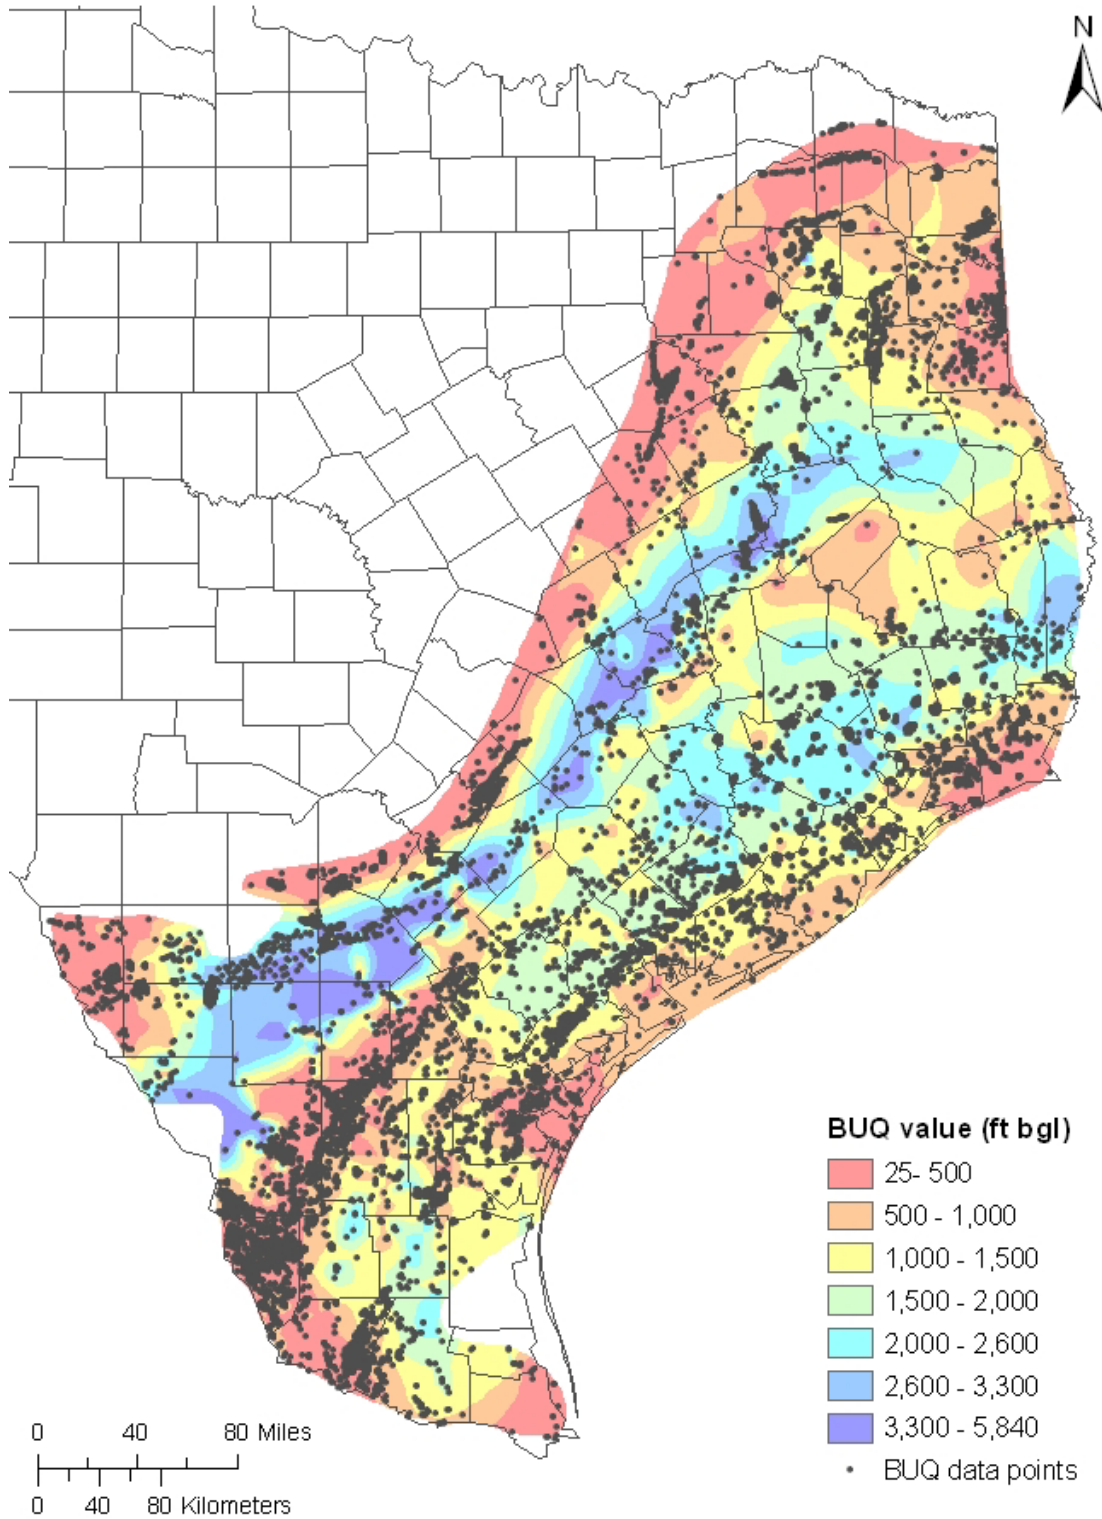 N
BUQ value (ft bgl)
25- 500
500 - 1,000
1,000 - 1,500
1,500 - 2,000
2,000 - 2,600
2,600 - 3,300
3,300 - 5,840
BUQ data points
0 40 80 Miles
0 40 80 Kilometers